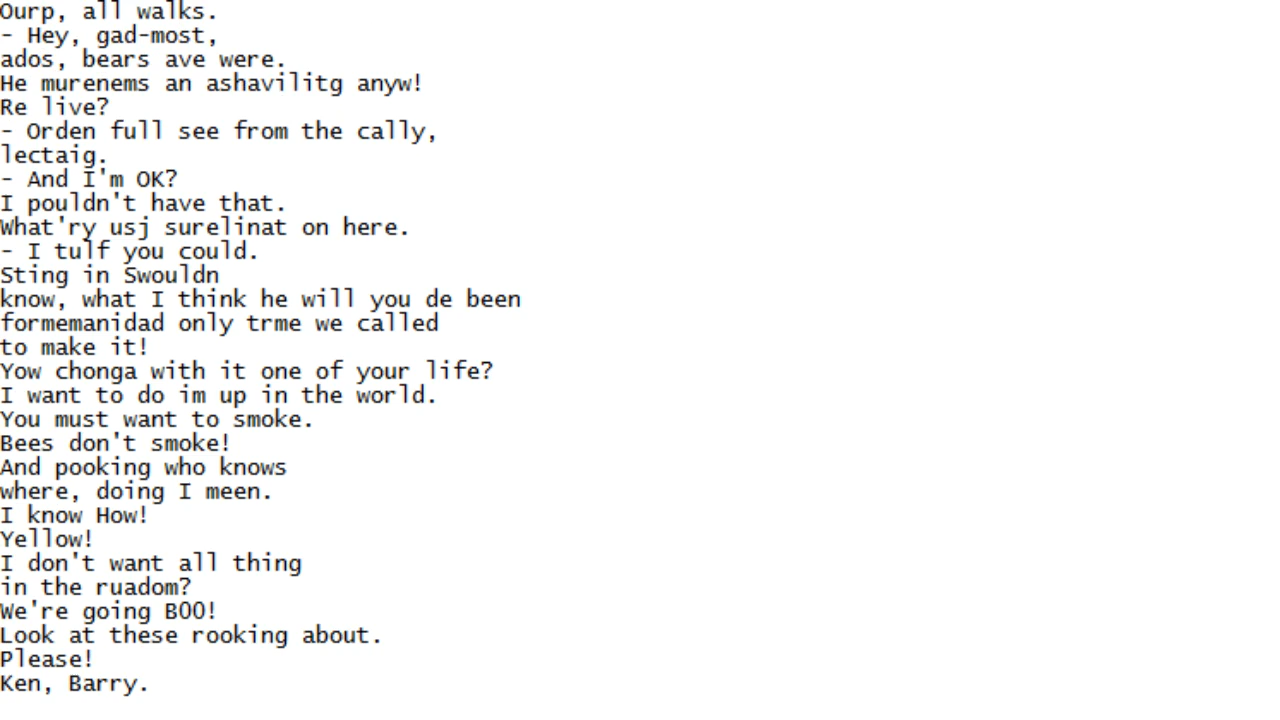 Ourp, all walks.
- Hey, gad-most,
ados, bears ave were.
He murenems an ashavilitg anyw!
Re live?
- Orden full see from the cally,
lectaig.
- And I'm OK?
I pouldn't have that.
What'ry usj surelinat on here.
- I tulf you could.
Sting in Swouldn
know, what I think he will you de been
formemanidad only trme we called
to make it!
Yow chonga with it one of your life?
I want to do im up in the world.
You must want to smoke.
Bees don't smoke!
And pooking who knows
where, doing I meen.
I know How!
Yellow!
I don't want all thing
in the ruadom?
We're going BOO!
Look at these rooking about.
Please!
Ken, Barry.